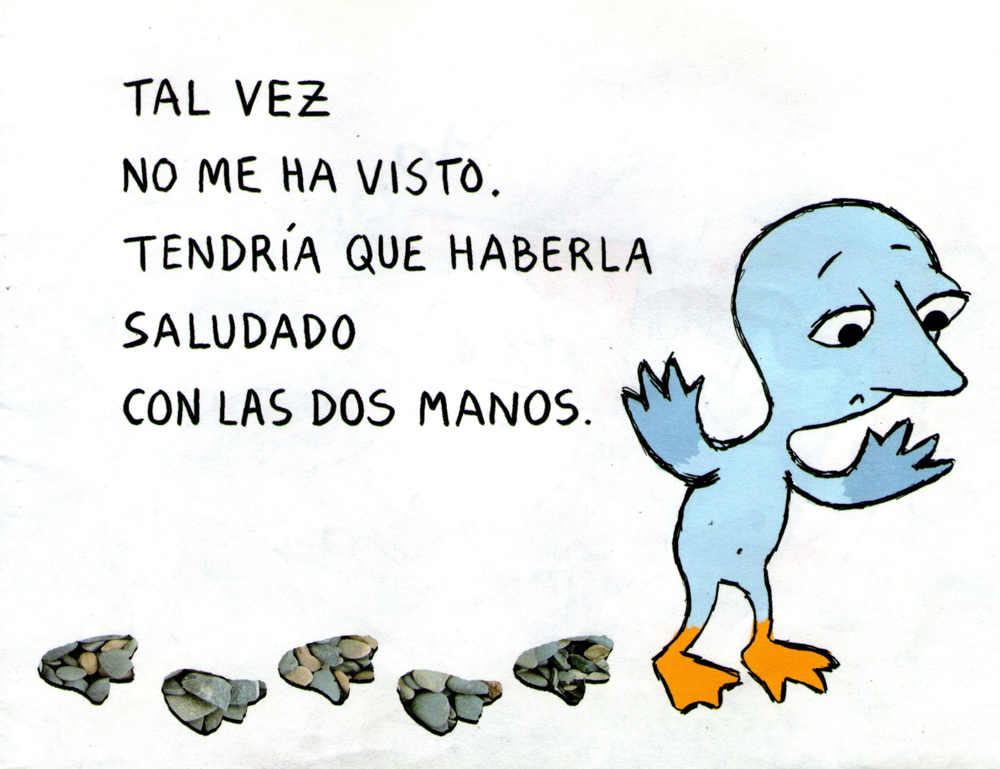 TAL VEZ
NO ME HA VISTO.
TENDRÍA QUE HABERLA
SALUDADO
CON LAS DOS MANOS.